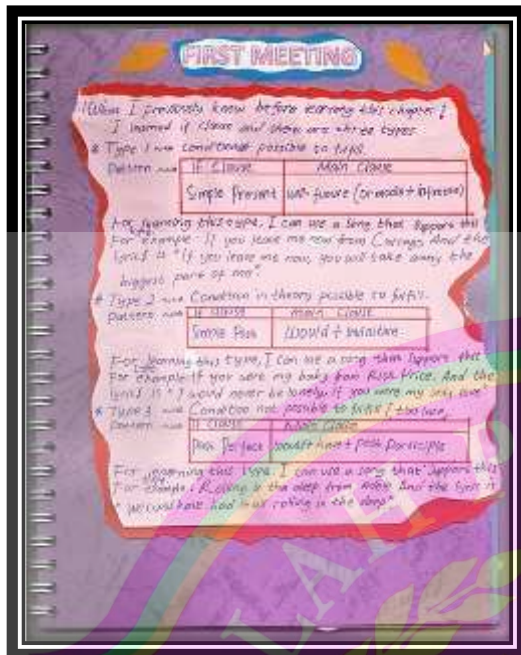 FIRST MEETING
What I previously know before learning this chapter?
I learned if clause and there are three types
* Type 1 Condition possible to fulfil.
Pattern If Clause Main Clause
Simple Present will-future (or modal + infinitive)
For learning this type, I can use a song that supports this
For example: If you leave me now from Chicago. And the
lyrics is "If you leave me now, you will take away the
biggest part of me"
* Type 2 Condition in theory possible to fulfil.
Pattern If Clause Main Clause
Simple Past Would + Infinitive
For learning this type, I can use a song that supports this
For example: If you were my baby from Rick Price. And the
lyrics is "I would never be lonely if you were my only love"
* Type 3 Condition not possible to fulfil (too late)
Pattern If Clause Main Clause
Past Perfect would + have + past participle
For learning this type, I can use a song that supports this
For example: Rolling in the deep from Adele And the lyrics is
"We could have had it all rolling in the deep"
LAH